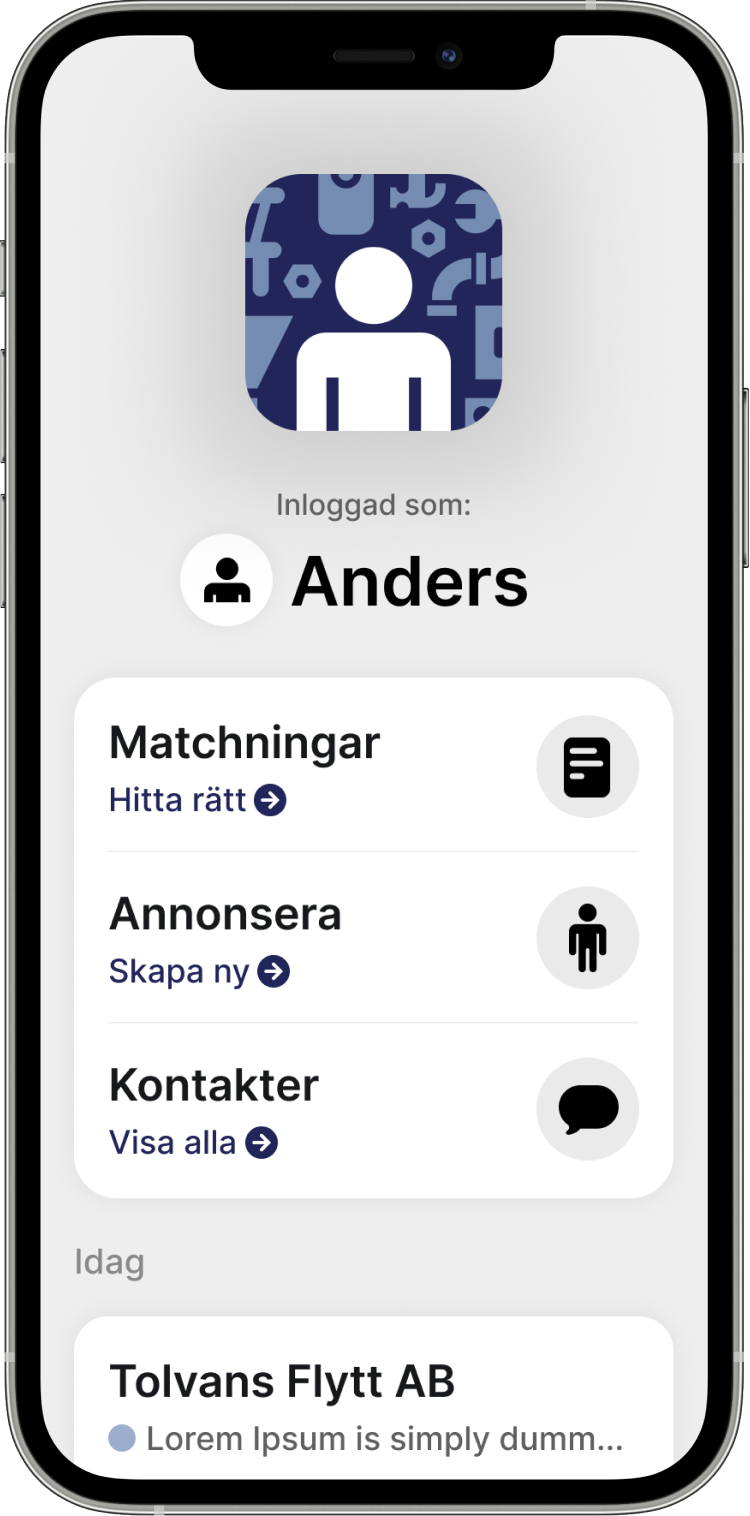 Inloggad som:
Anders
Matchningar
Hitta rätt
Annonsera
Skapa ny
Kontakter
Visa alla
Idag
Tolvans Flytt AB
Lorem Ipsum is simply dumm...